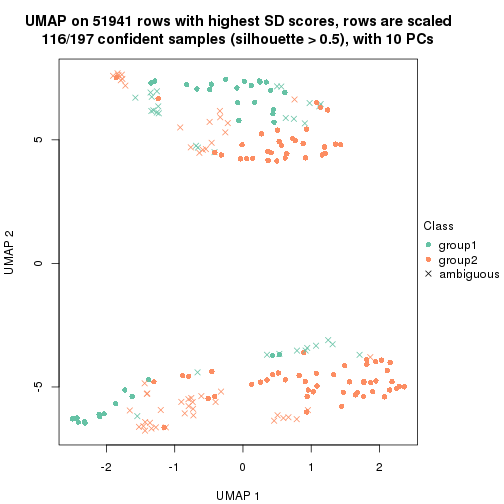 UMAP on 51941 rows with highest SD scores, rows are scaled
116/197 confident samples (silhouette > 0.5), with 10 PCs
5
0
-5
UMAP 2
-2
-1
0
1
2
UMAP 1
Class
group1
group2
ambiguous